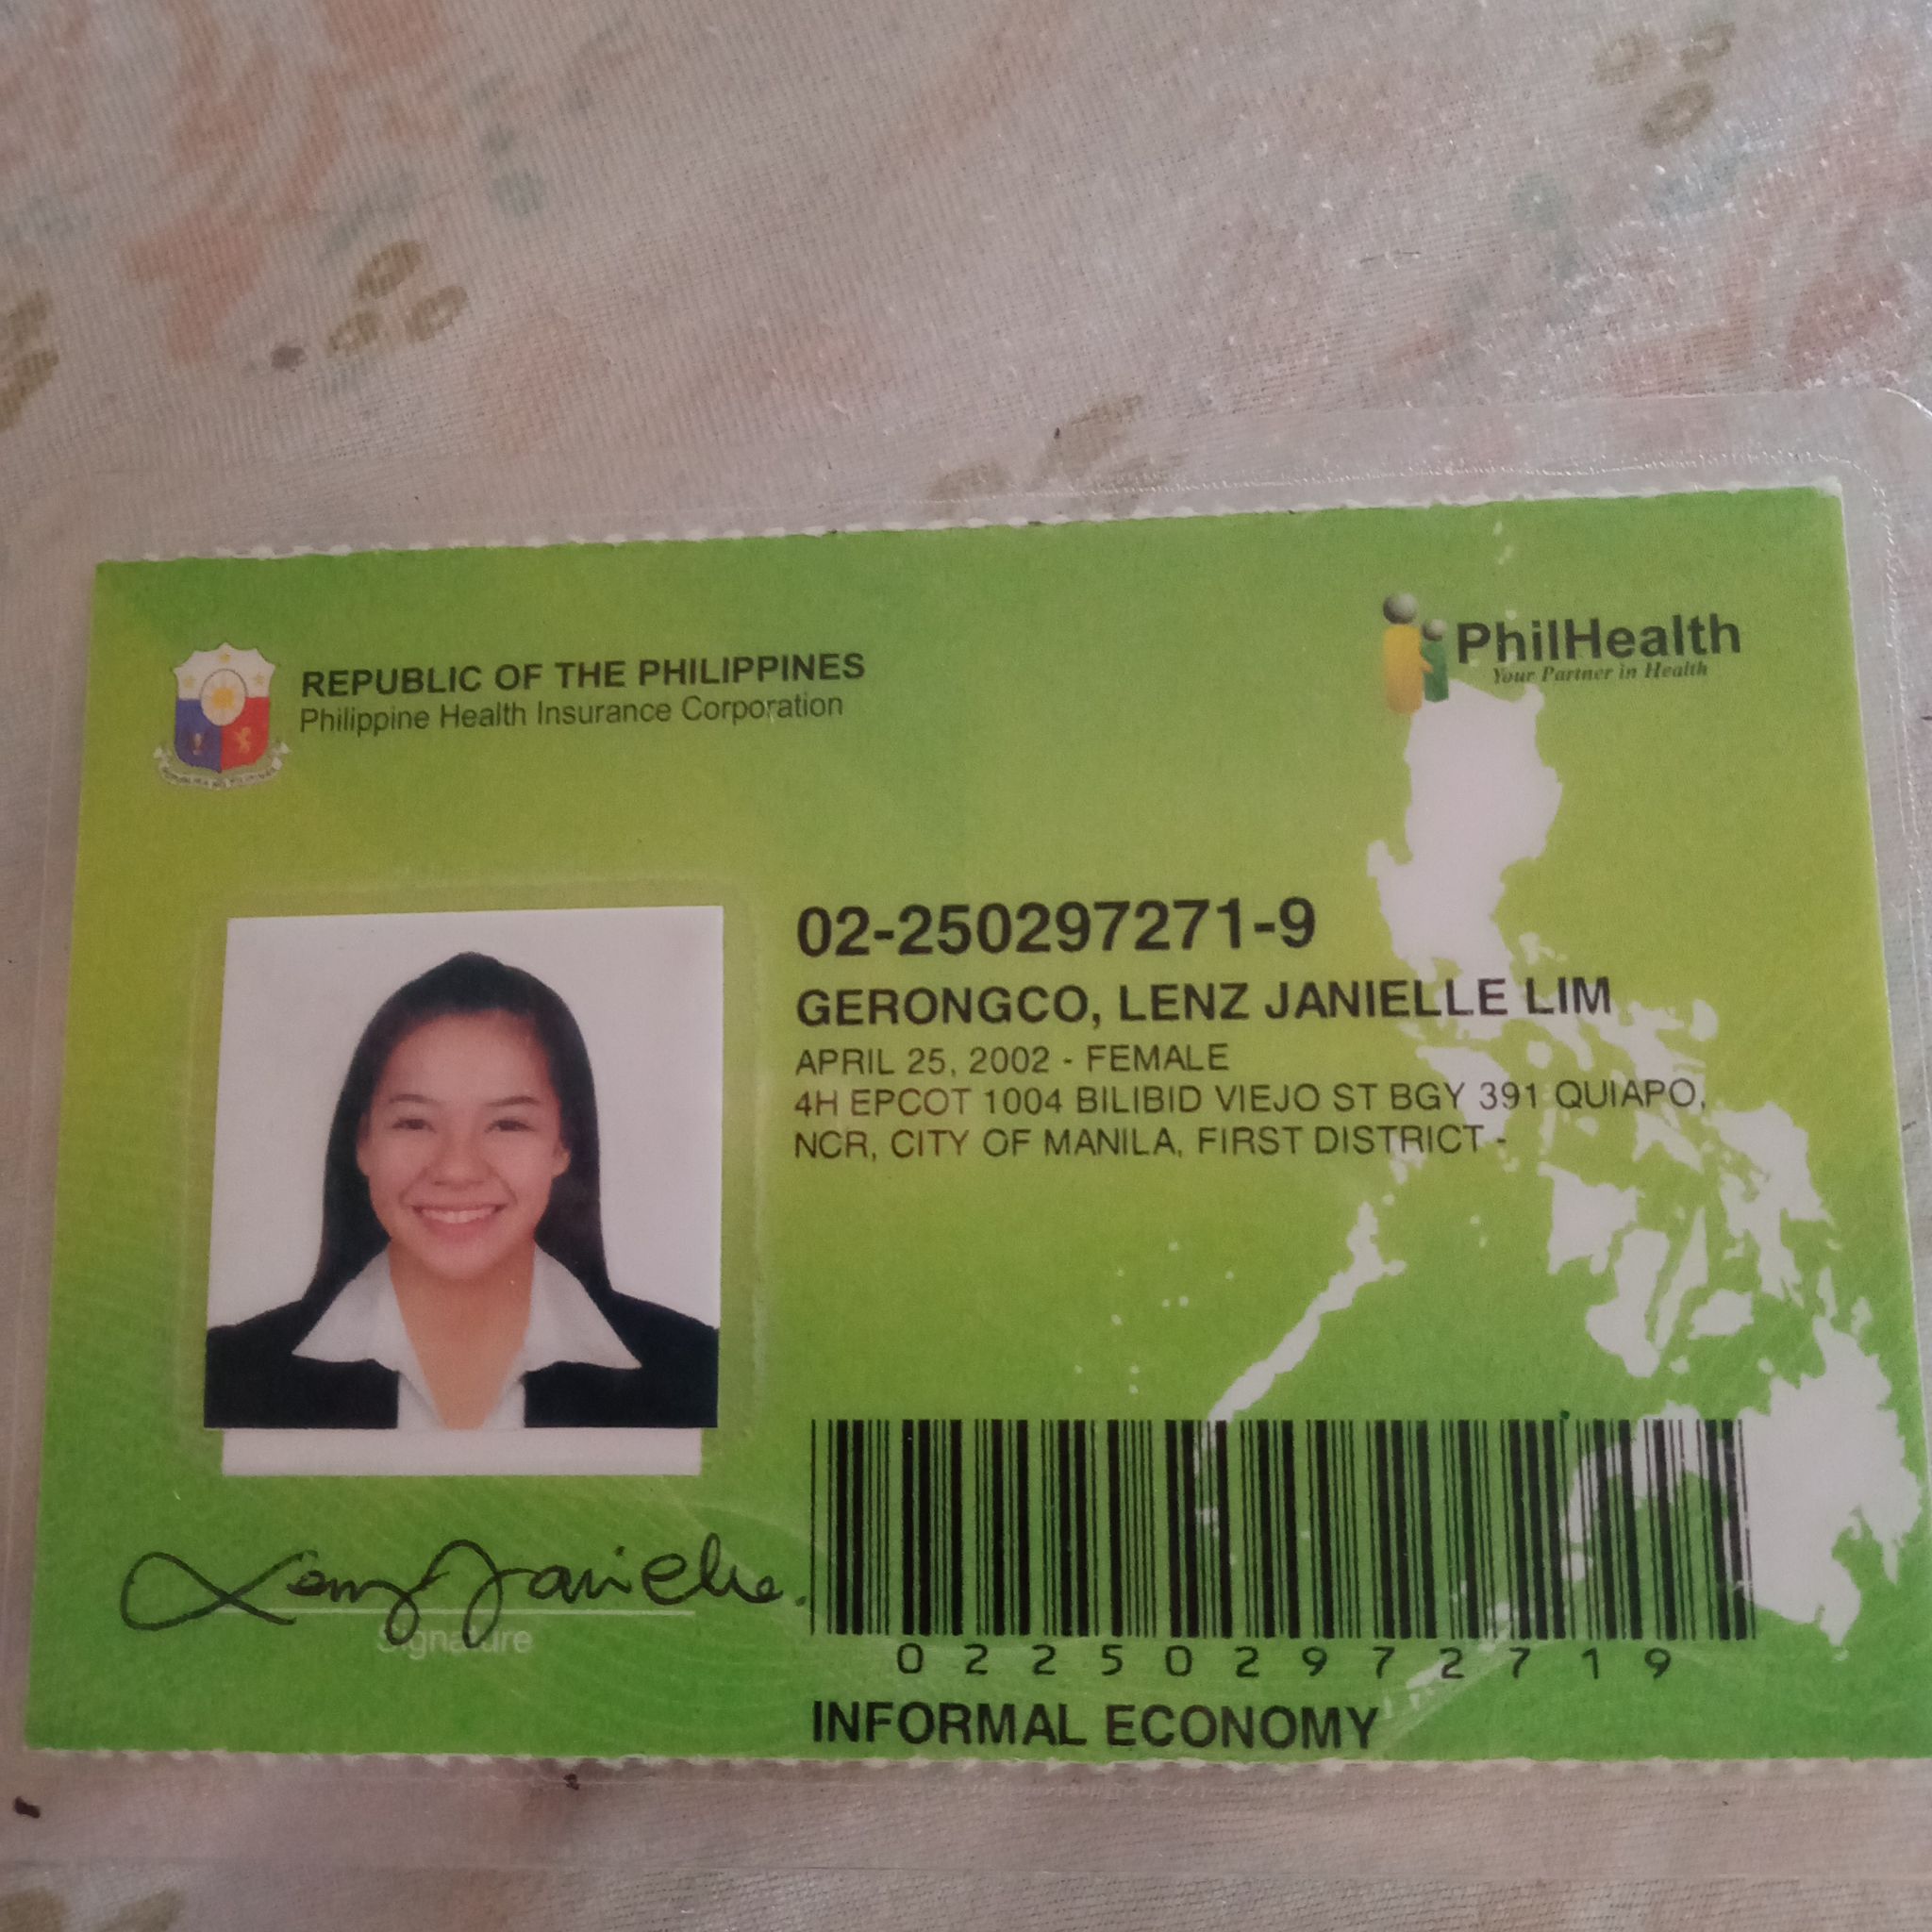 REPUBLIC OF THE PHILIPPINES
Philippine Health Insurance Corporation
PhilHealth
Your Partner in Health
02-250297271-9
GERONGCO, LENZ JANIELLE LIM
APRIL 25, 2002 - FEMALE
4H EPCOT 1004 BILIBID VIEJO ST BGY 391 QUIAPO,
NCR, CITY OF MANILA, FIRST DISTRICT -
Lenz Janielle.
Signature
0 2 2 5 0 2 9 7 2 7 1 9
INFORMAL ECONOMY